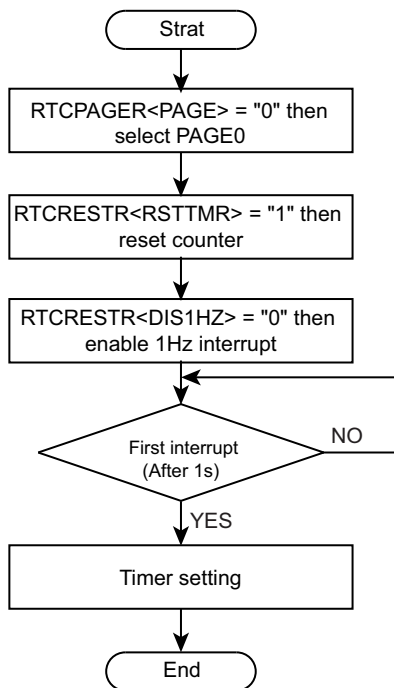 Strat
RTCPAGER<PAGE> = "0" then
select PAGE0
RTCRESTR<RSTTMR> = "1" then
reset counter
RTCRESTR<DIS1HZ> = "0" then
enable 1Hz interrupt
First interrupt
(After 1s)
NO
YES
Timer setting
End